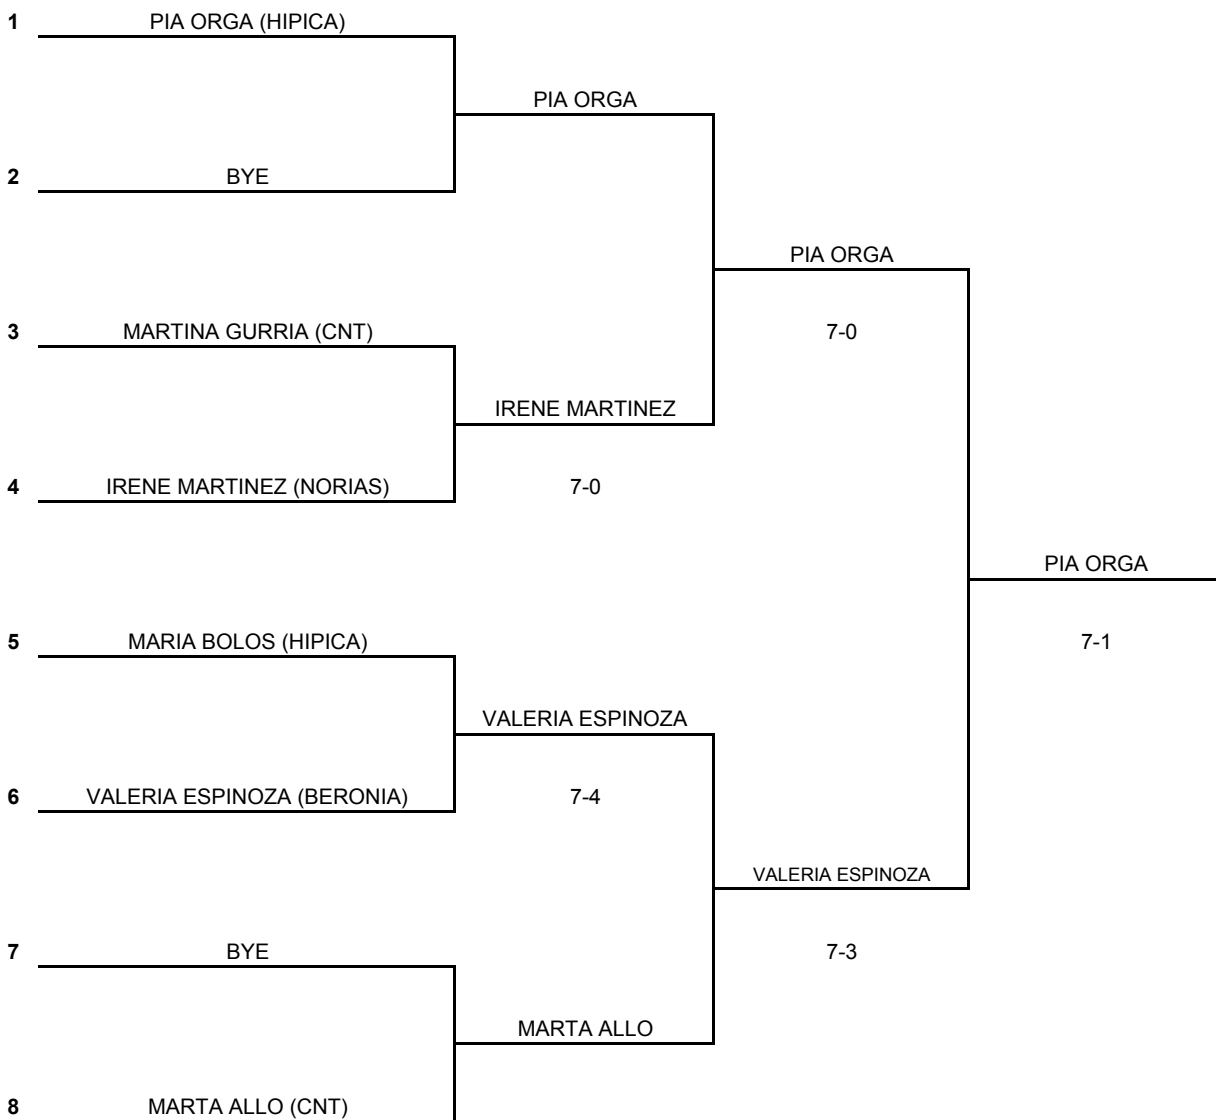 1 PIA ORGA (HIPICA)
PIA ORGA
2 BYE
PIA ORGA
3 MARTINA GURRIA (CNT) 7-0
IRENE MARTINEZ
4 IRENE MARTINEZ (NORIAS) 7-0
PIA ORGA
5 MARIA BOLOS (HIPICA) 7-1
VALERIA ESPINOZA
6 VALERIA ESPINOZA (BERONIA) 7-4
VALERIA ESPINOZA
7 BYE 7-3
MARTA ALLO
8 MARTA ALLO (CNT)